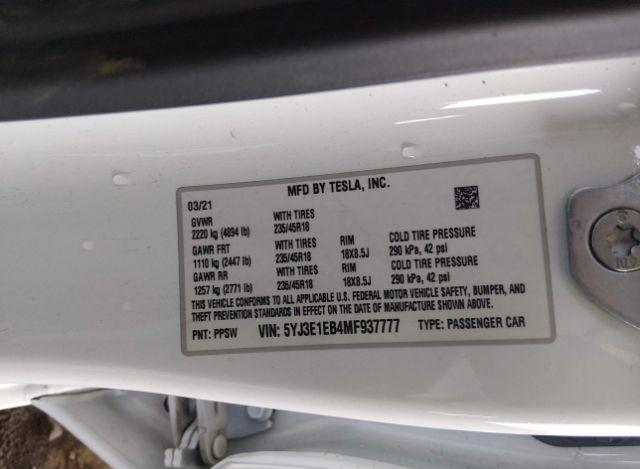 MFD BY TESLA, INC.
03/21
GVWR WITH TIRES
2220 kg (4894 lb) 235/45R18
GAWR FRT WITH TIRES RIM COLD TIRE PRESSURE
1110 kg (2447 lb) 235/45R18 18X8.5J 290 kPa, 42 psi
GAWR RR WITH TIRES RIM COLD TIRE PRESSURE
1257 kg (2771 lb) 235/45R18 18X8.5J 290 kPa, 42 psi
THIS VEHICLE CONFORMS TO ALL APPLICABLE U.S. FEDERAL MOTOR VEHICLE SAFETY, BUMPER, AND
THEFT PREVENTION STANDARDS IN EFFECT ON THE DATE OF MANUFACTURE SHOWN ABOVE.
PNT: PPSW VIN: 5YJ3E1EB4MF937777 TYPE: PASSENGER CAR
10.9